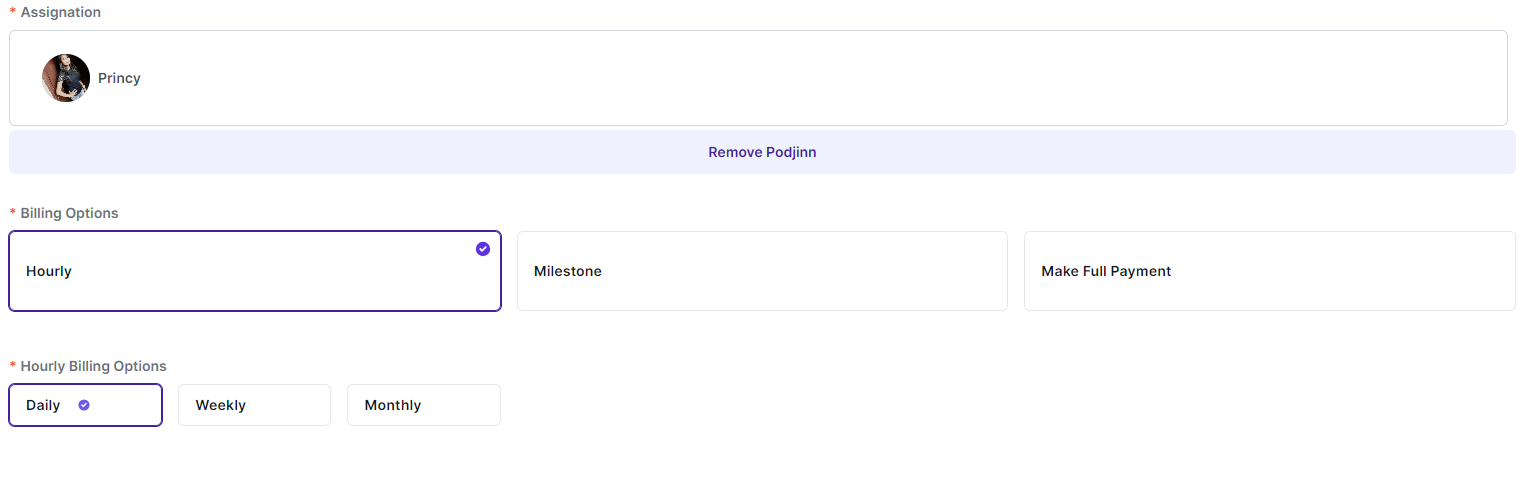 * Assignation
Princy
Remove Podjinn
* Billing Options
Hourly
Milestone
Make Full Payment
* Hourly Billing Options
Daily
Weekly
Monthly